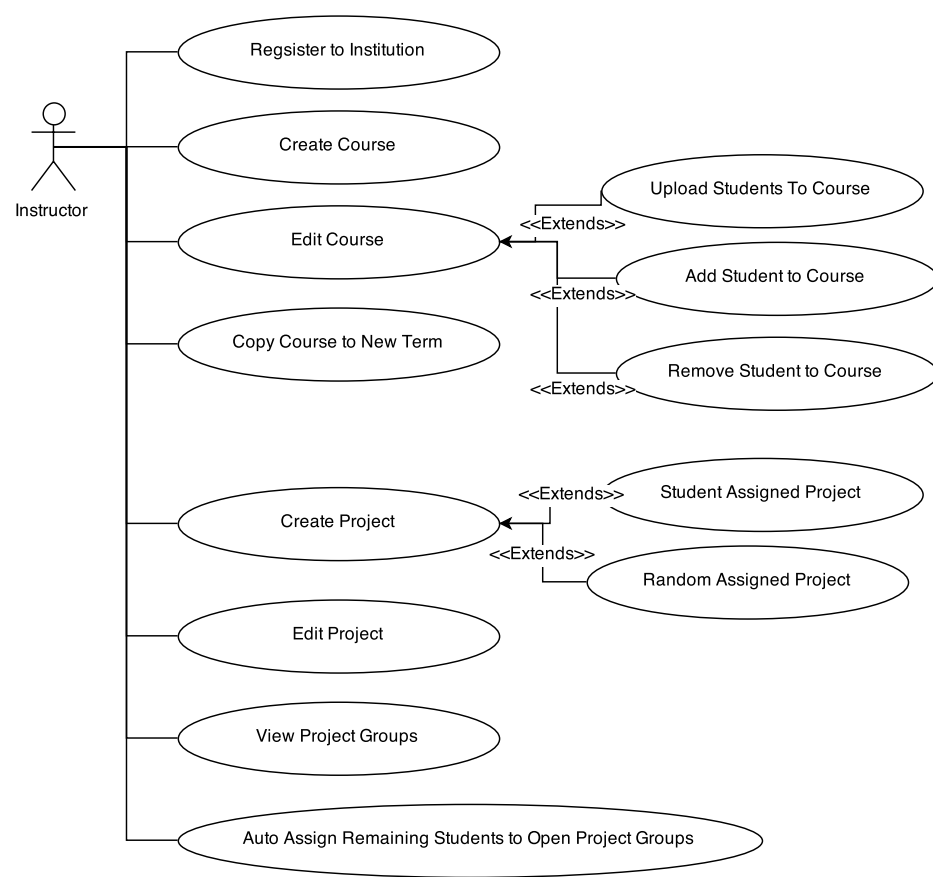 Regsister to Institution
Create Course
Instructor
Upload Students To Course
<<Extends>>
Edit Course
Add Student to Course
<<Extends>>
Copy Course to New Term
Remove Student to Course
<<Extends>>
Student Assigned Project
<<Extends>>
Create Project
<<Extends>>
Random Assigned Project
Edit Project
View Project Groups
Auto Assign Remaining Students to Open Project Groups